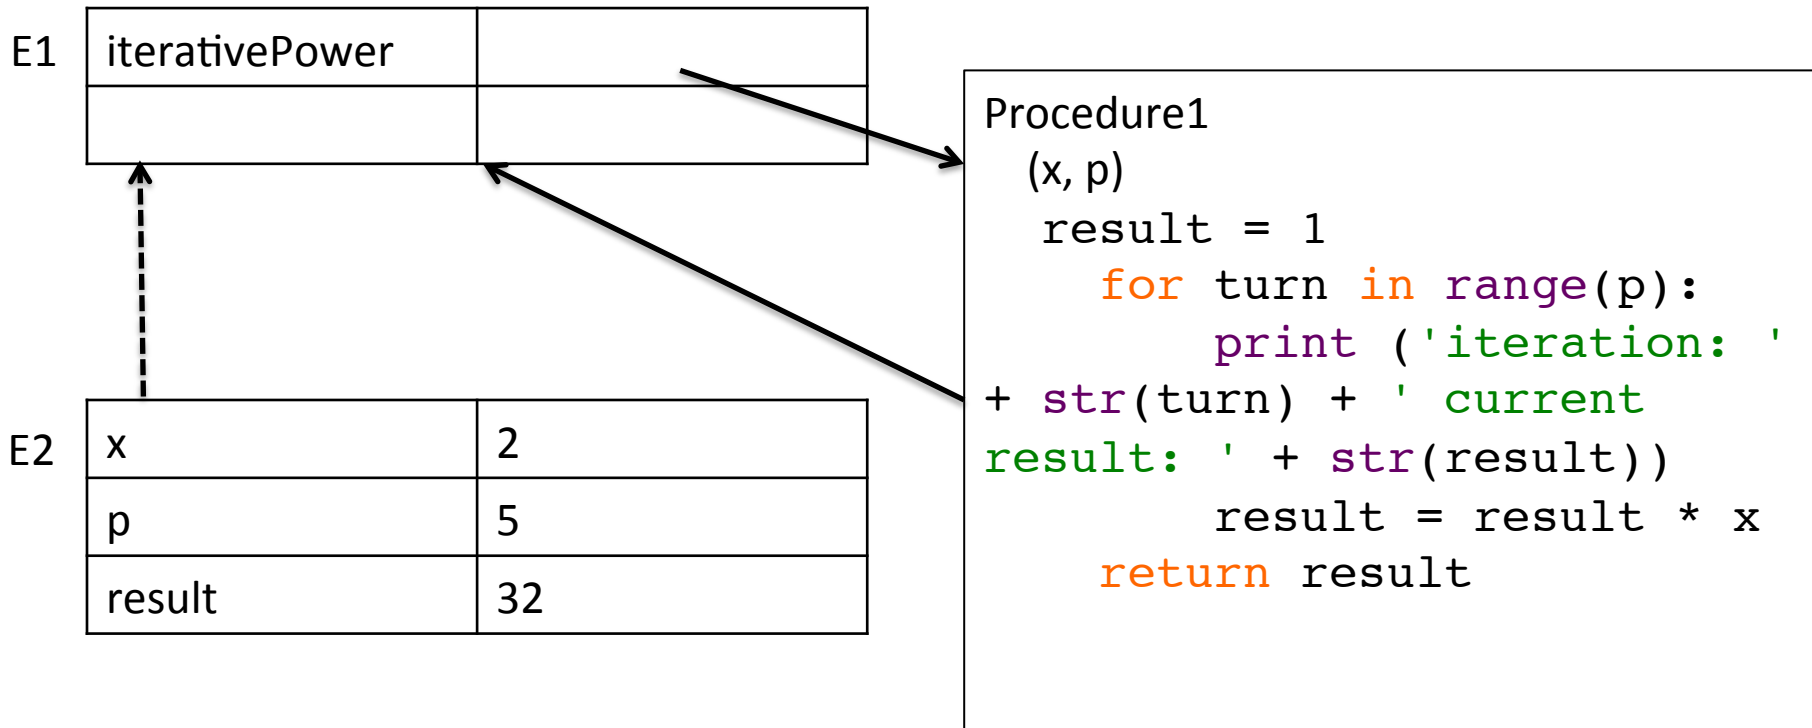 E1 iterativePower
Procedure1
(x, p)
result = 1
for turn in range(p):
print ('iteration: '
+ str(turn) + ' current
result: ' + str(result))
result = result * x
return result
E2 x 2
p 5
result 32